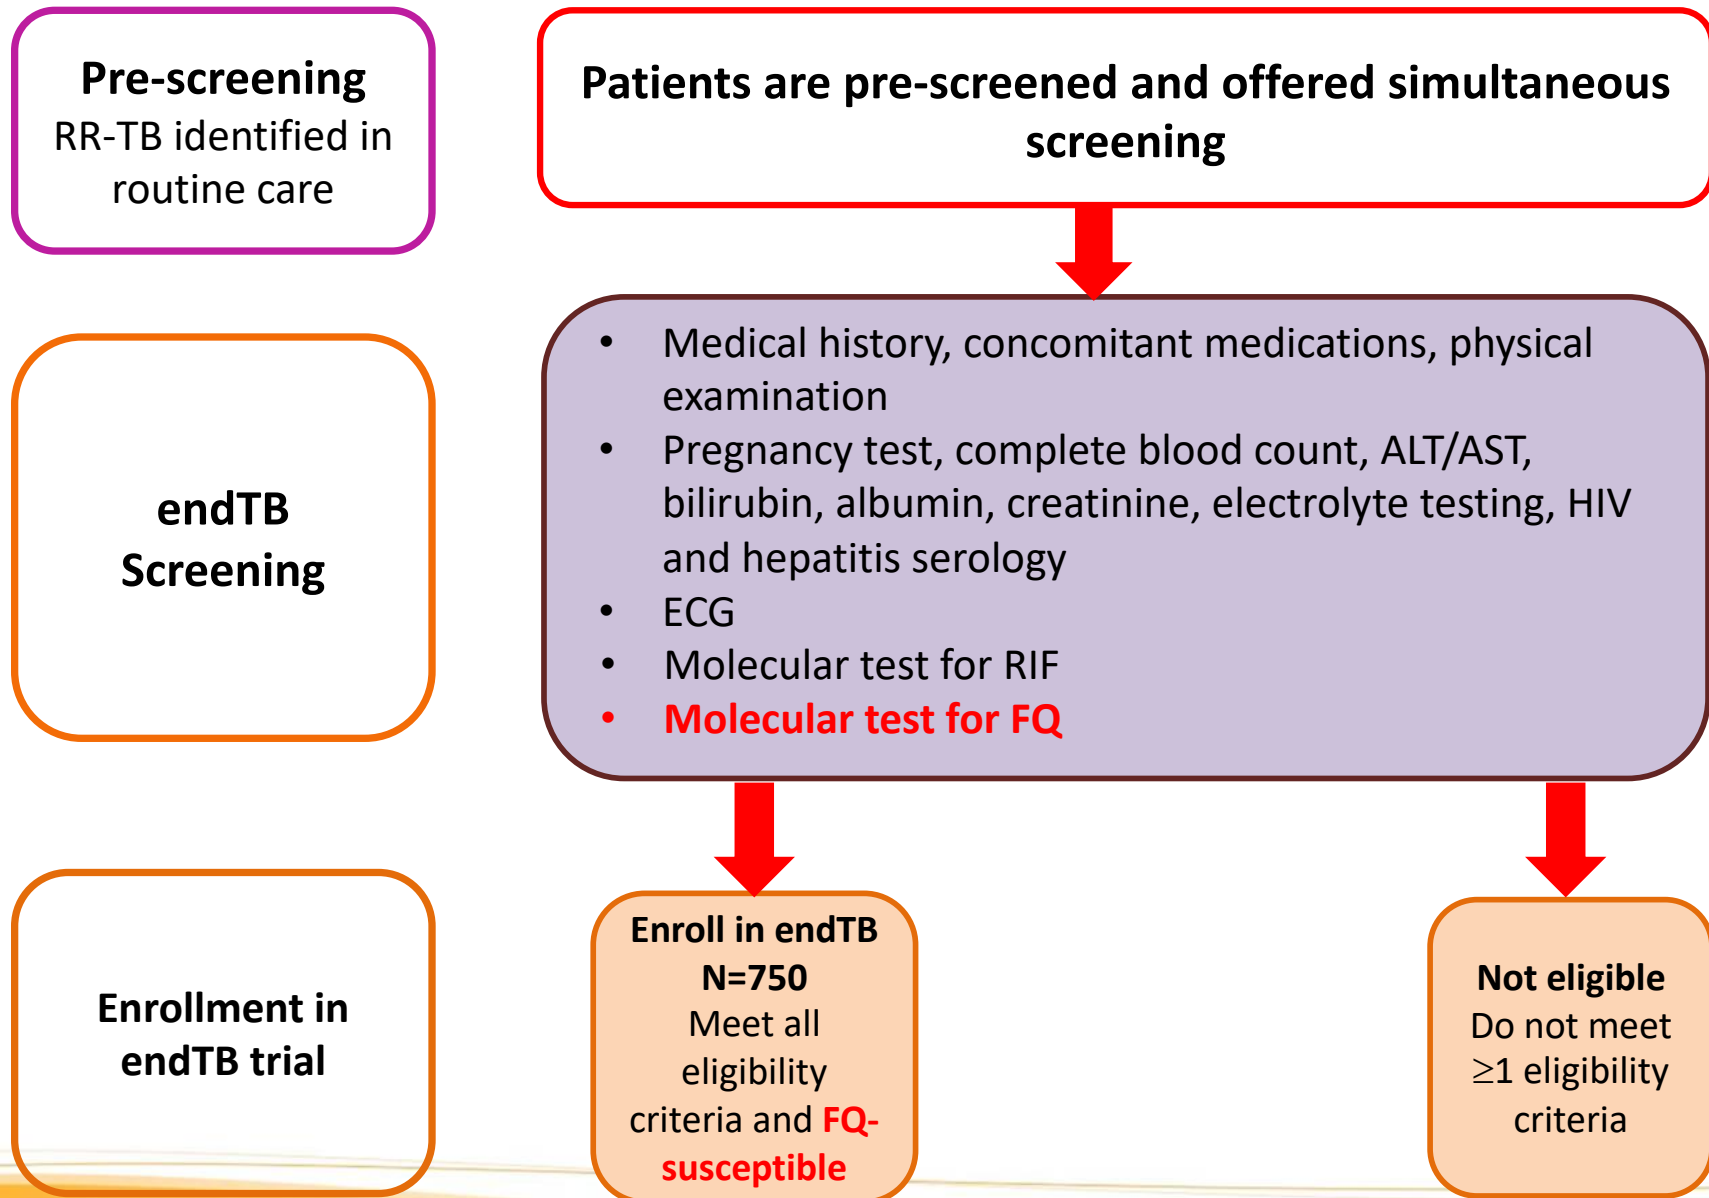 Pre-screening
RR-TB identified in
routine care
Patients are pre-screened and offered simultaneous
screening
endTB
Screening
• Medical history, concomitant medications, physical
examination
• Pregnancy test, complete blood count, ALT/AST,
bilirubin, albumin, creatinine, electrolyte testing, HIV
and hepatitis serology
• ECG
• Molecular test for RIF
• Molecular test for FQ
Enrollment in
endTB trial
Enroll in endTB
N=750
Meet all
eligibility
criteria and FQ-
susceptible
Not eligible
Do not meet
≥1 eligibility
criteria